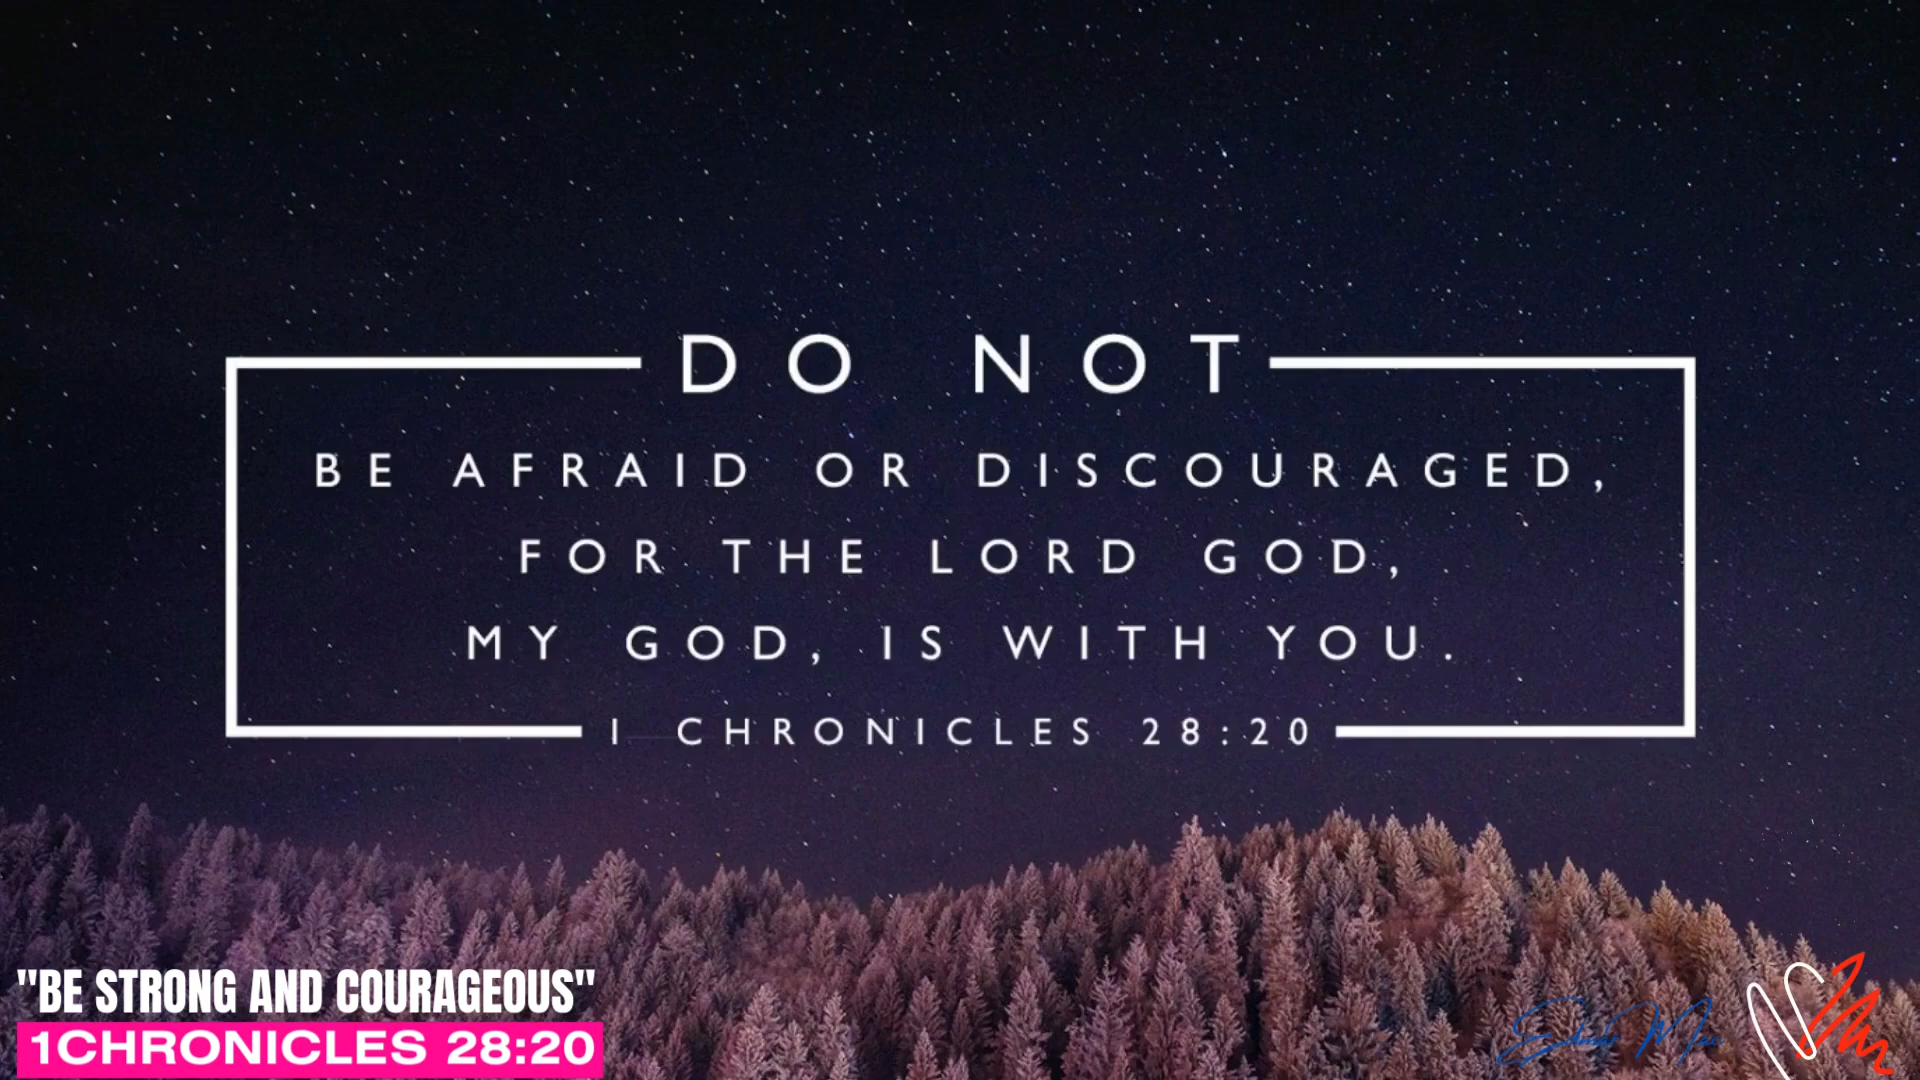 DO NOT
BE AFRAID OR DISCOURAGED,
FOR THE LORD GOD,
MY GOD, IS WITH YOU.
1 CHRONICLES 28:20
"BE STRONG AND COURAGEOUS"
1CHRONICLES 28:20